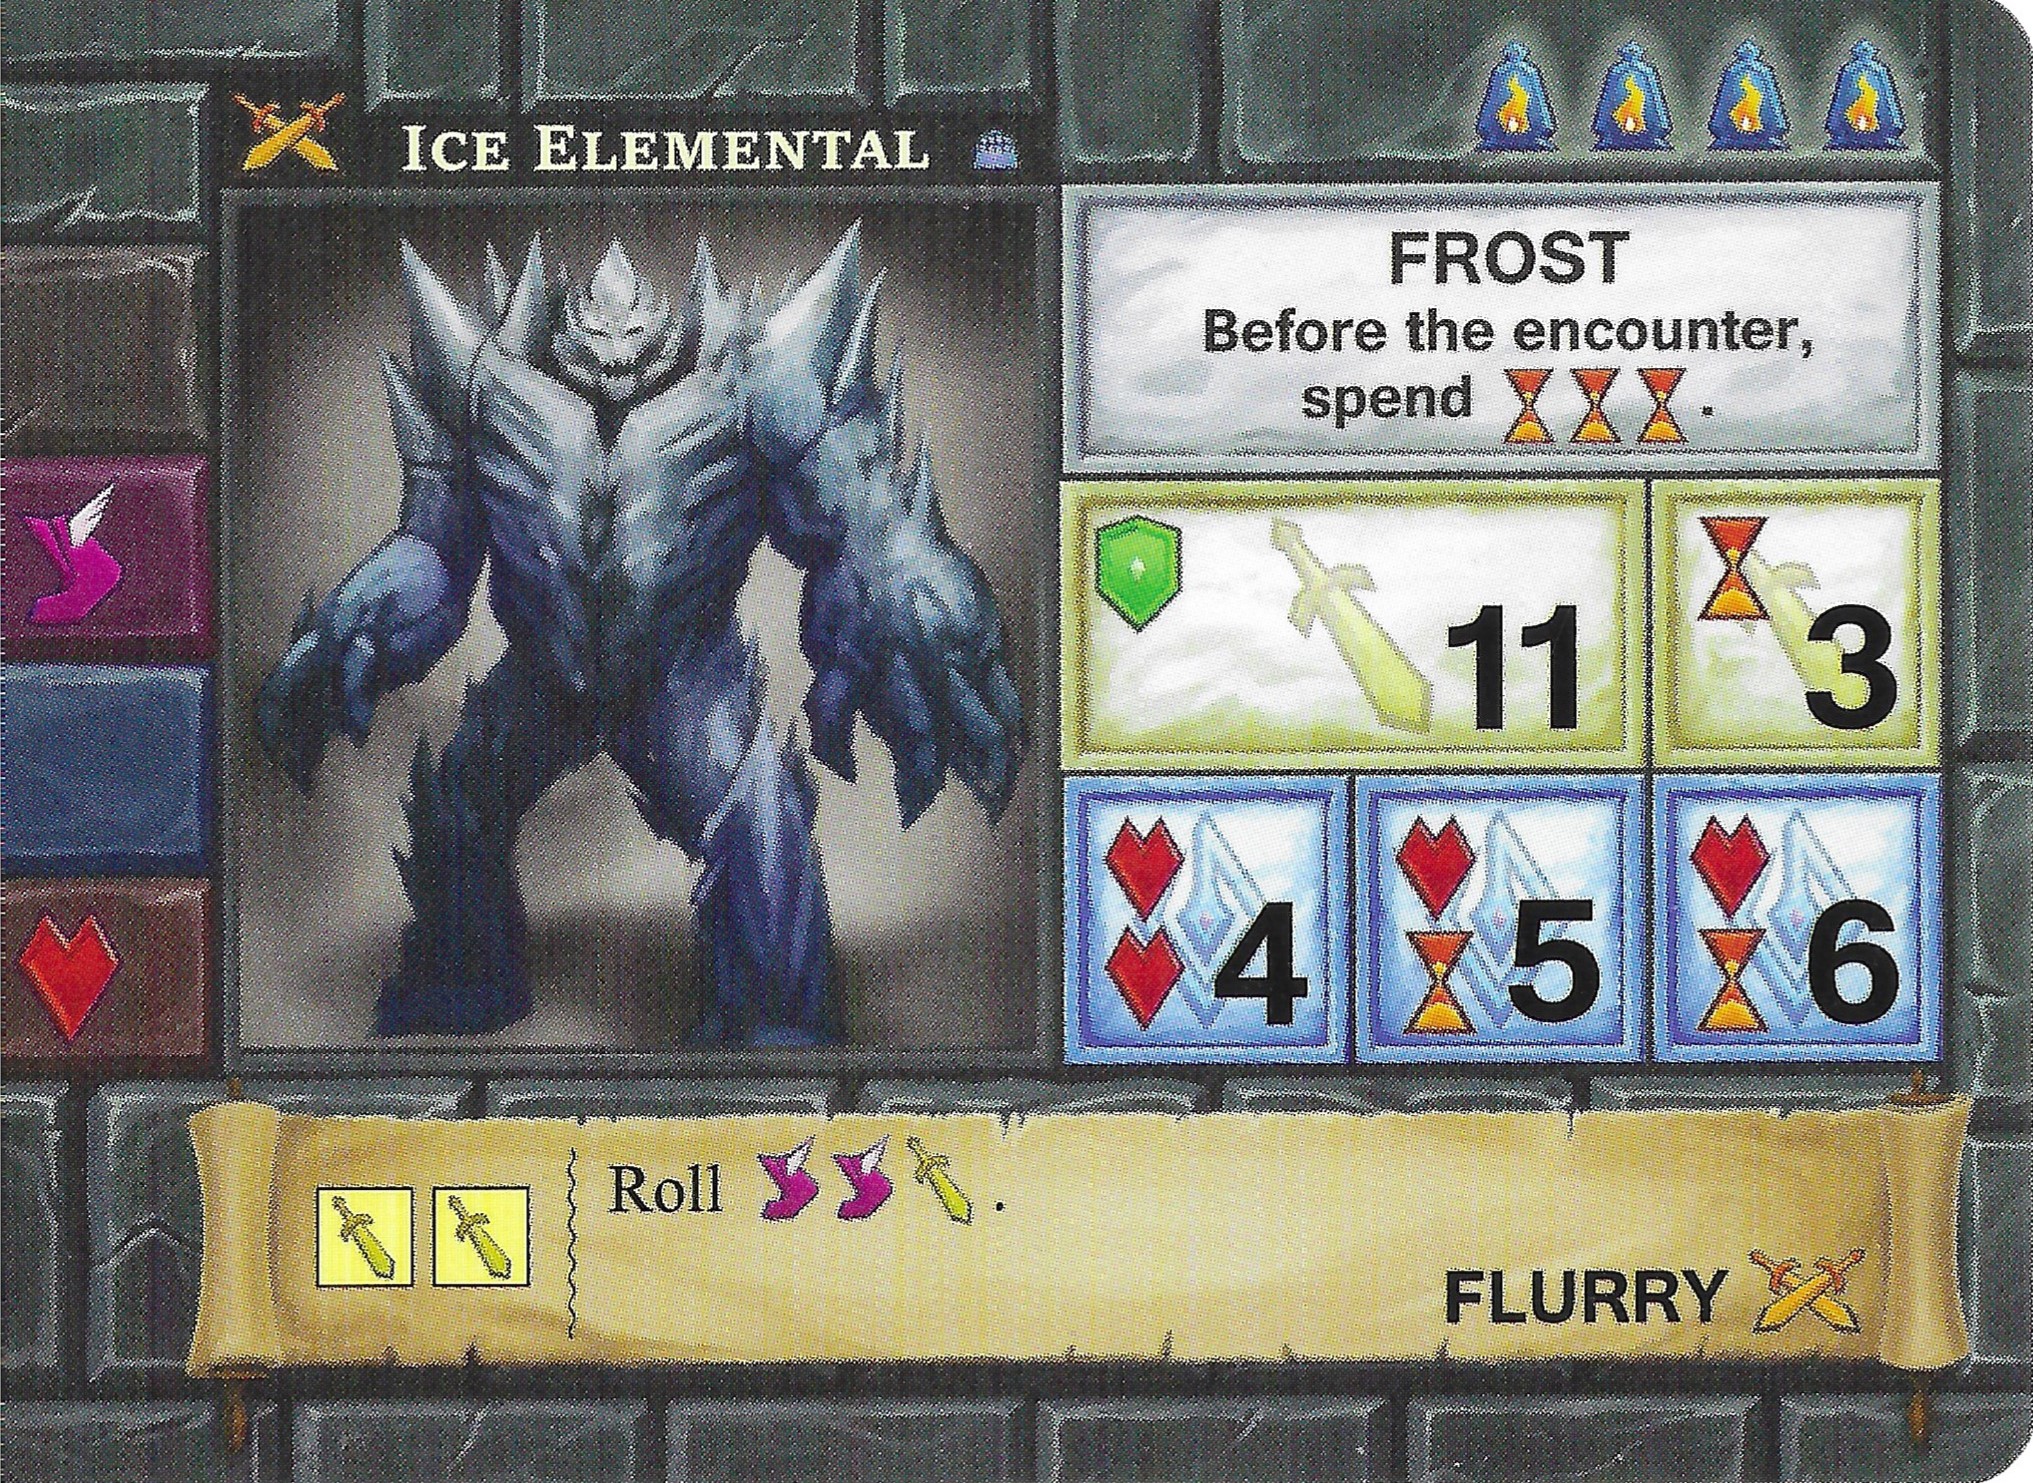 ICE ELEMENTAL
FROST
Before the encounter,
spend .
11
3
4
5
6
Roll .
FLURRY